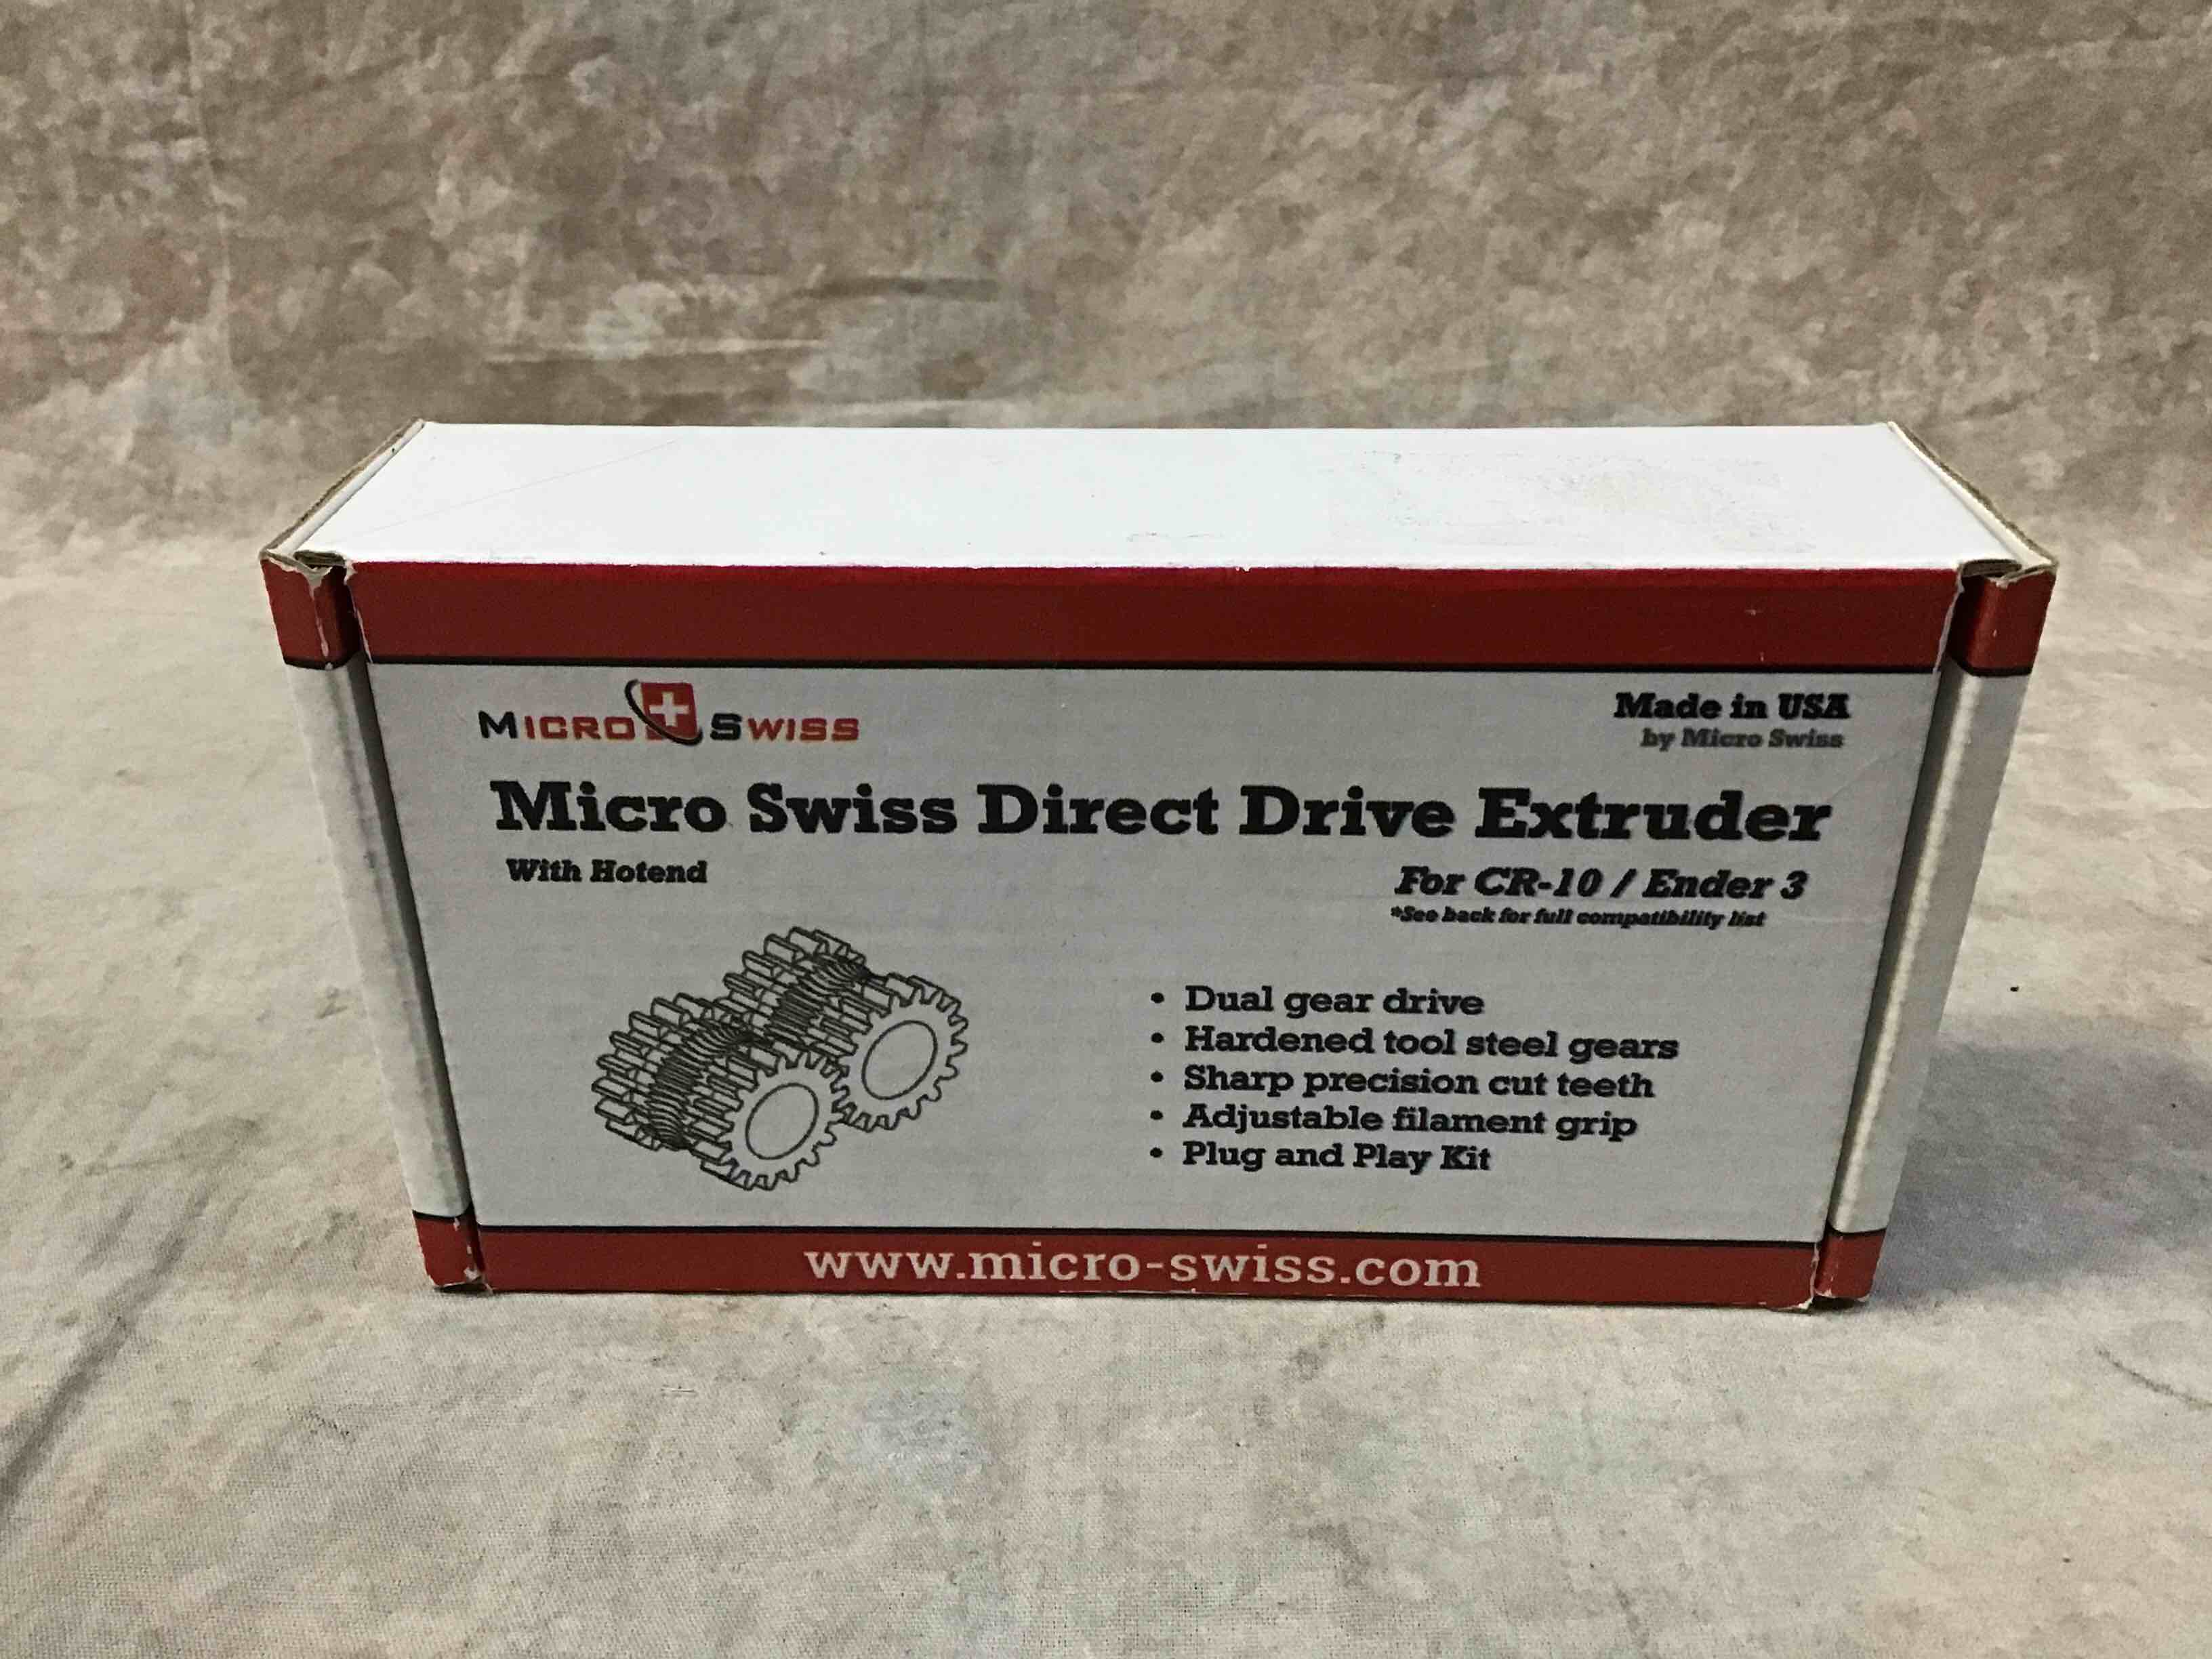 MICRO SWISS
Made in USA
by Micro Swiss
Micro Swiss Direct Drive Extruder
With Hotend
For CR-10 / Ender 3
*See back for full compatibility list
• Dual gear drive
• Hardened tool steel gears
• Sharp precision cut teeth
• Adjustable filament grip
• Plug and Play Kit
www.micro-swiss.com